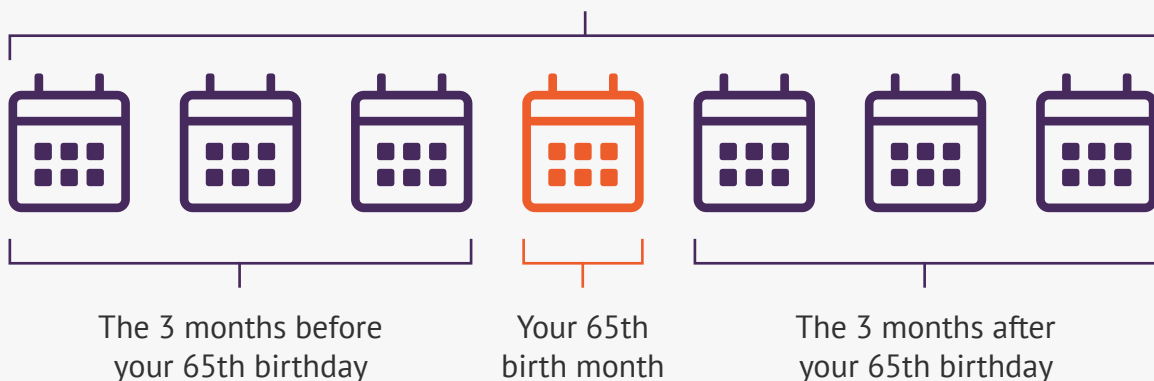 The 3 months before
your 65th birthday
Your 65th
birth month
The 3 months after
your 65th birthday